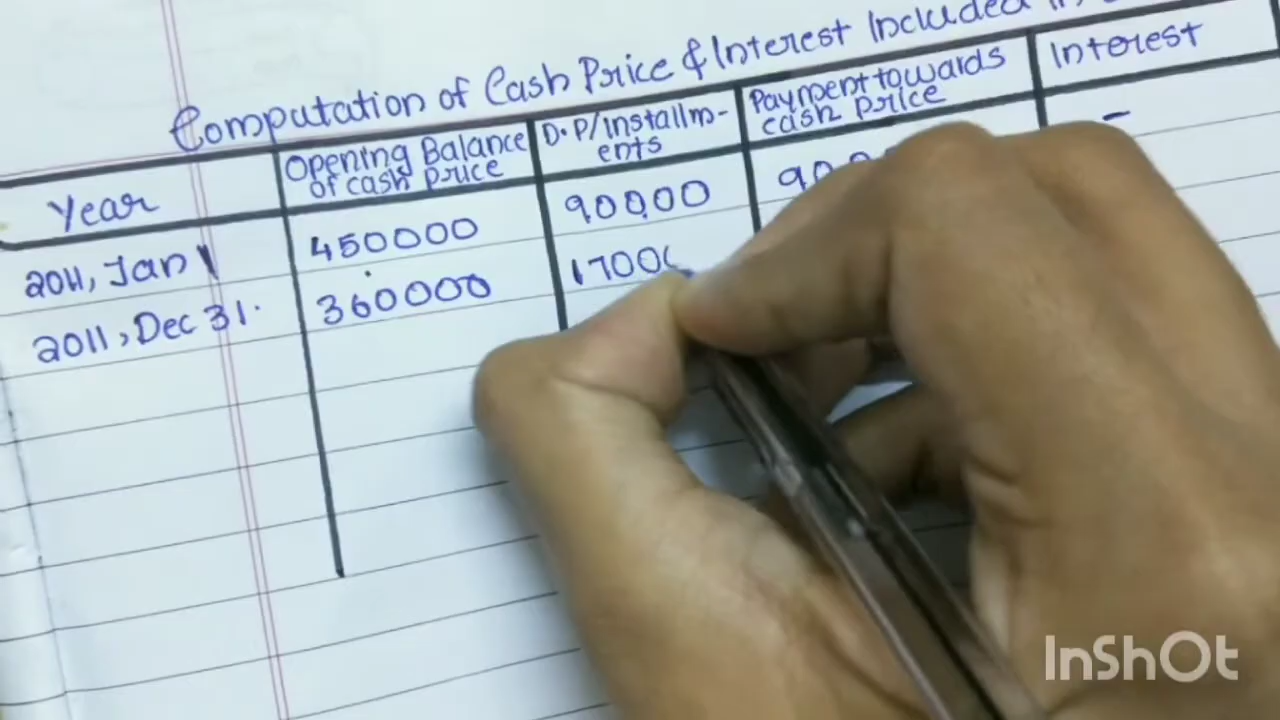 Computation of Cash Price & Interest Included
Year
Opening Balance of cash price
D.P/Installm-ents
Payment towards cash price
Interest
2011, Jan 1
450000
90000
-
2011, Dec 31.
360000
InShOt